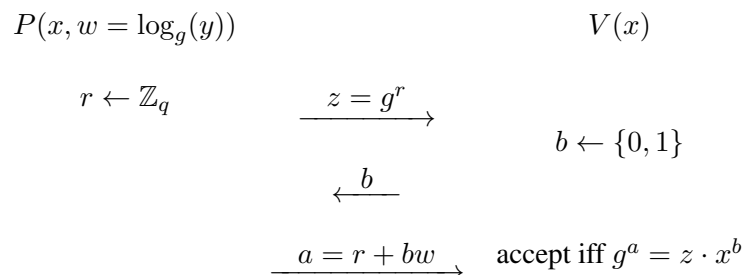 P(x, w = log_g(y)) V(x)
r ← ℤ_q z = g^r
b ← {0, 1}
b
a = r + bw accept iff g^a = z · x^b